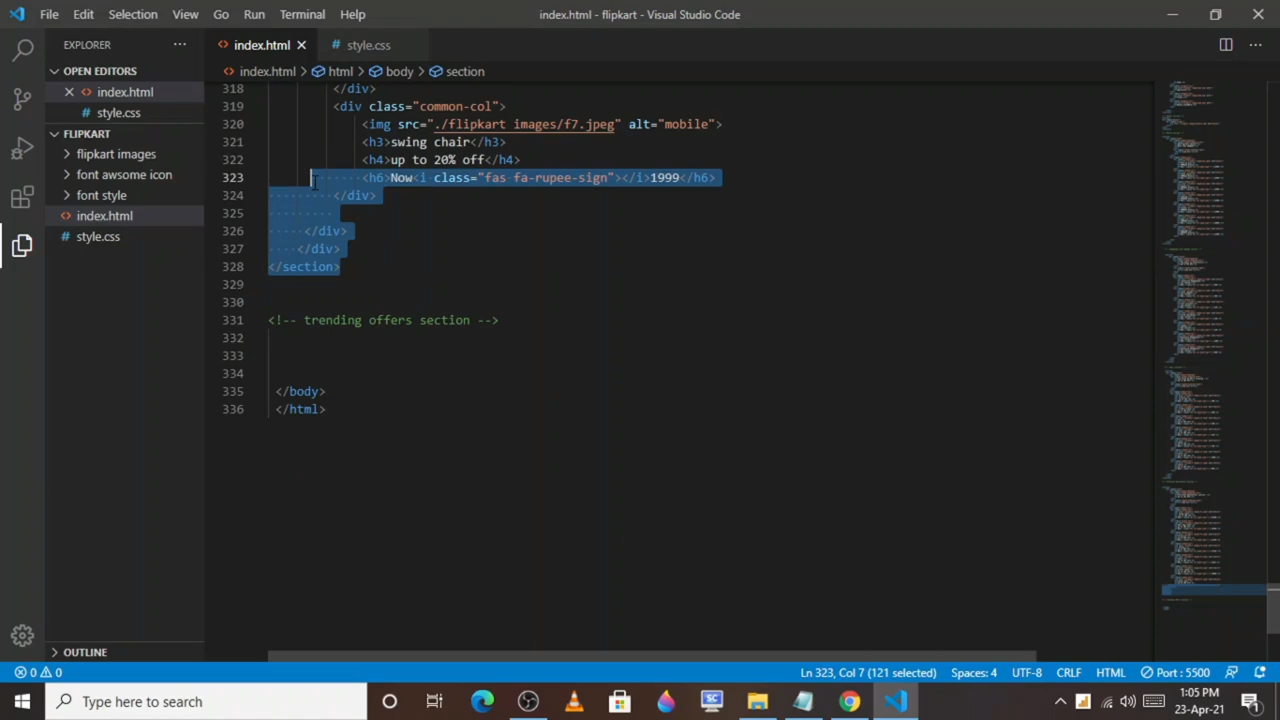 File Edit Selection View Go Run Terminal Help
index.html - flipkart - Visual Studio Code
EXPLORER
index.html
style.css
index.html > html > body > section
OPEN EDITORS
index.html
style.css
FLIPKART
flipkart images
font awsome icon
font style
index.html
style.css
OUTLINE
318 </div>
319 <div class="common-col">
320 <img src="./flipkart images/f7.jpeg" alt="mobile">
321 <h3>swing chair</h3>
322 <h4>up to 20% off</h4>
323 <h6>Now<i class="fas fa-rupee-sign"></i>1999</h6>
324 </div>
325
326 </div>
327 </div>
328 </section>
329
330
331 <!-- trending offers section -->
332
333
334
335 </body>
336 </html>
0 0
Ln 323, Col 7 (121 selected) Spaces: 4 UTF-8 CRLF HTML Port : 5500
Type here to search
1:05 PM
23-Apr-21
1